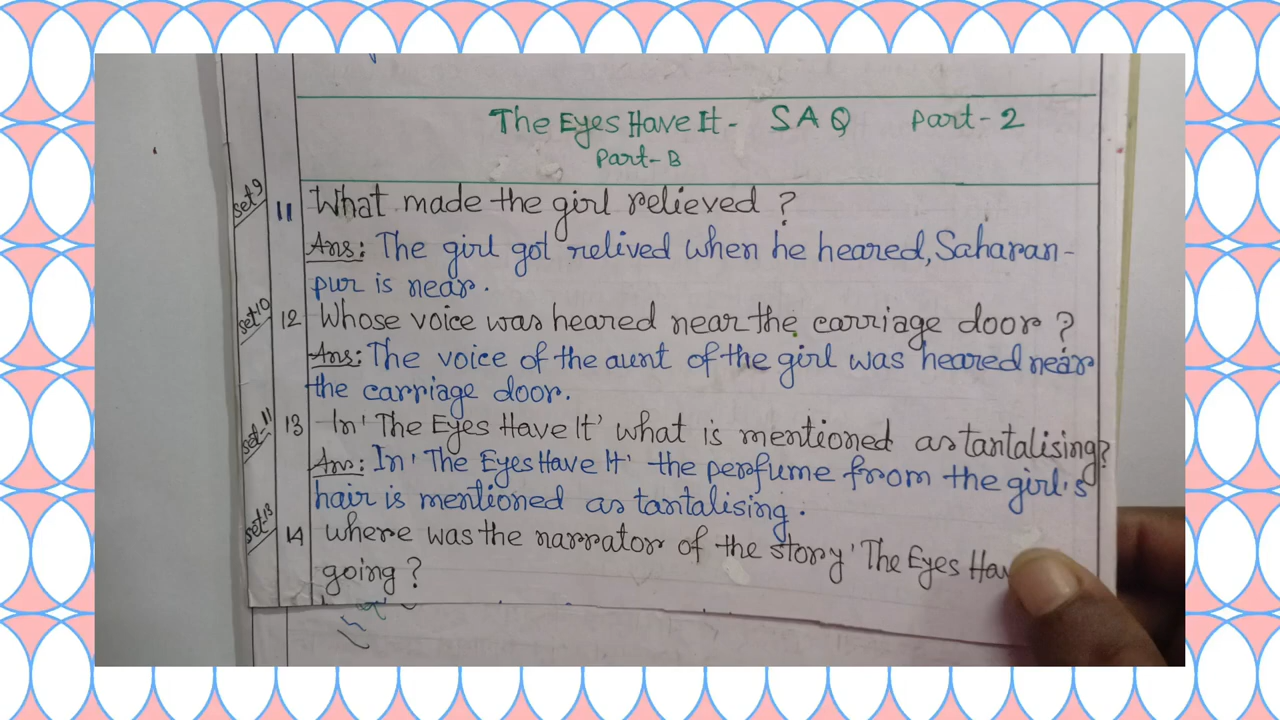 The Eyes Have It - SAQ Part-2
Part-B
set 9
11 What made the girl relieved ?
Ans: The girl got relived when he heared, Saharan-
pur is near.
set 10
12 Whose voice was heared near the carriage door ?
Ans: The voice of the aunt of the girl was heared near
the carriage door.
set-11
13 In 'The Eyes Have It' what is mentioned as tantalising?
Ans: In 'The Eyes Have It' the perfume from the girl's
hair is mentioned as tantalising.
set-13
14 where was the narrator of the story 'The Eyes Hav
going ?